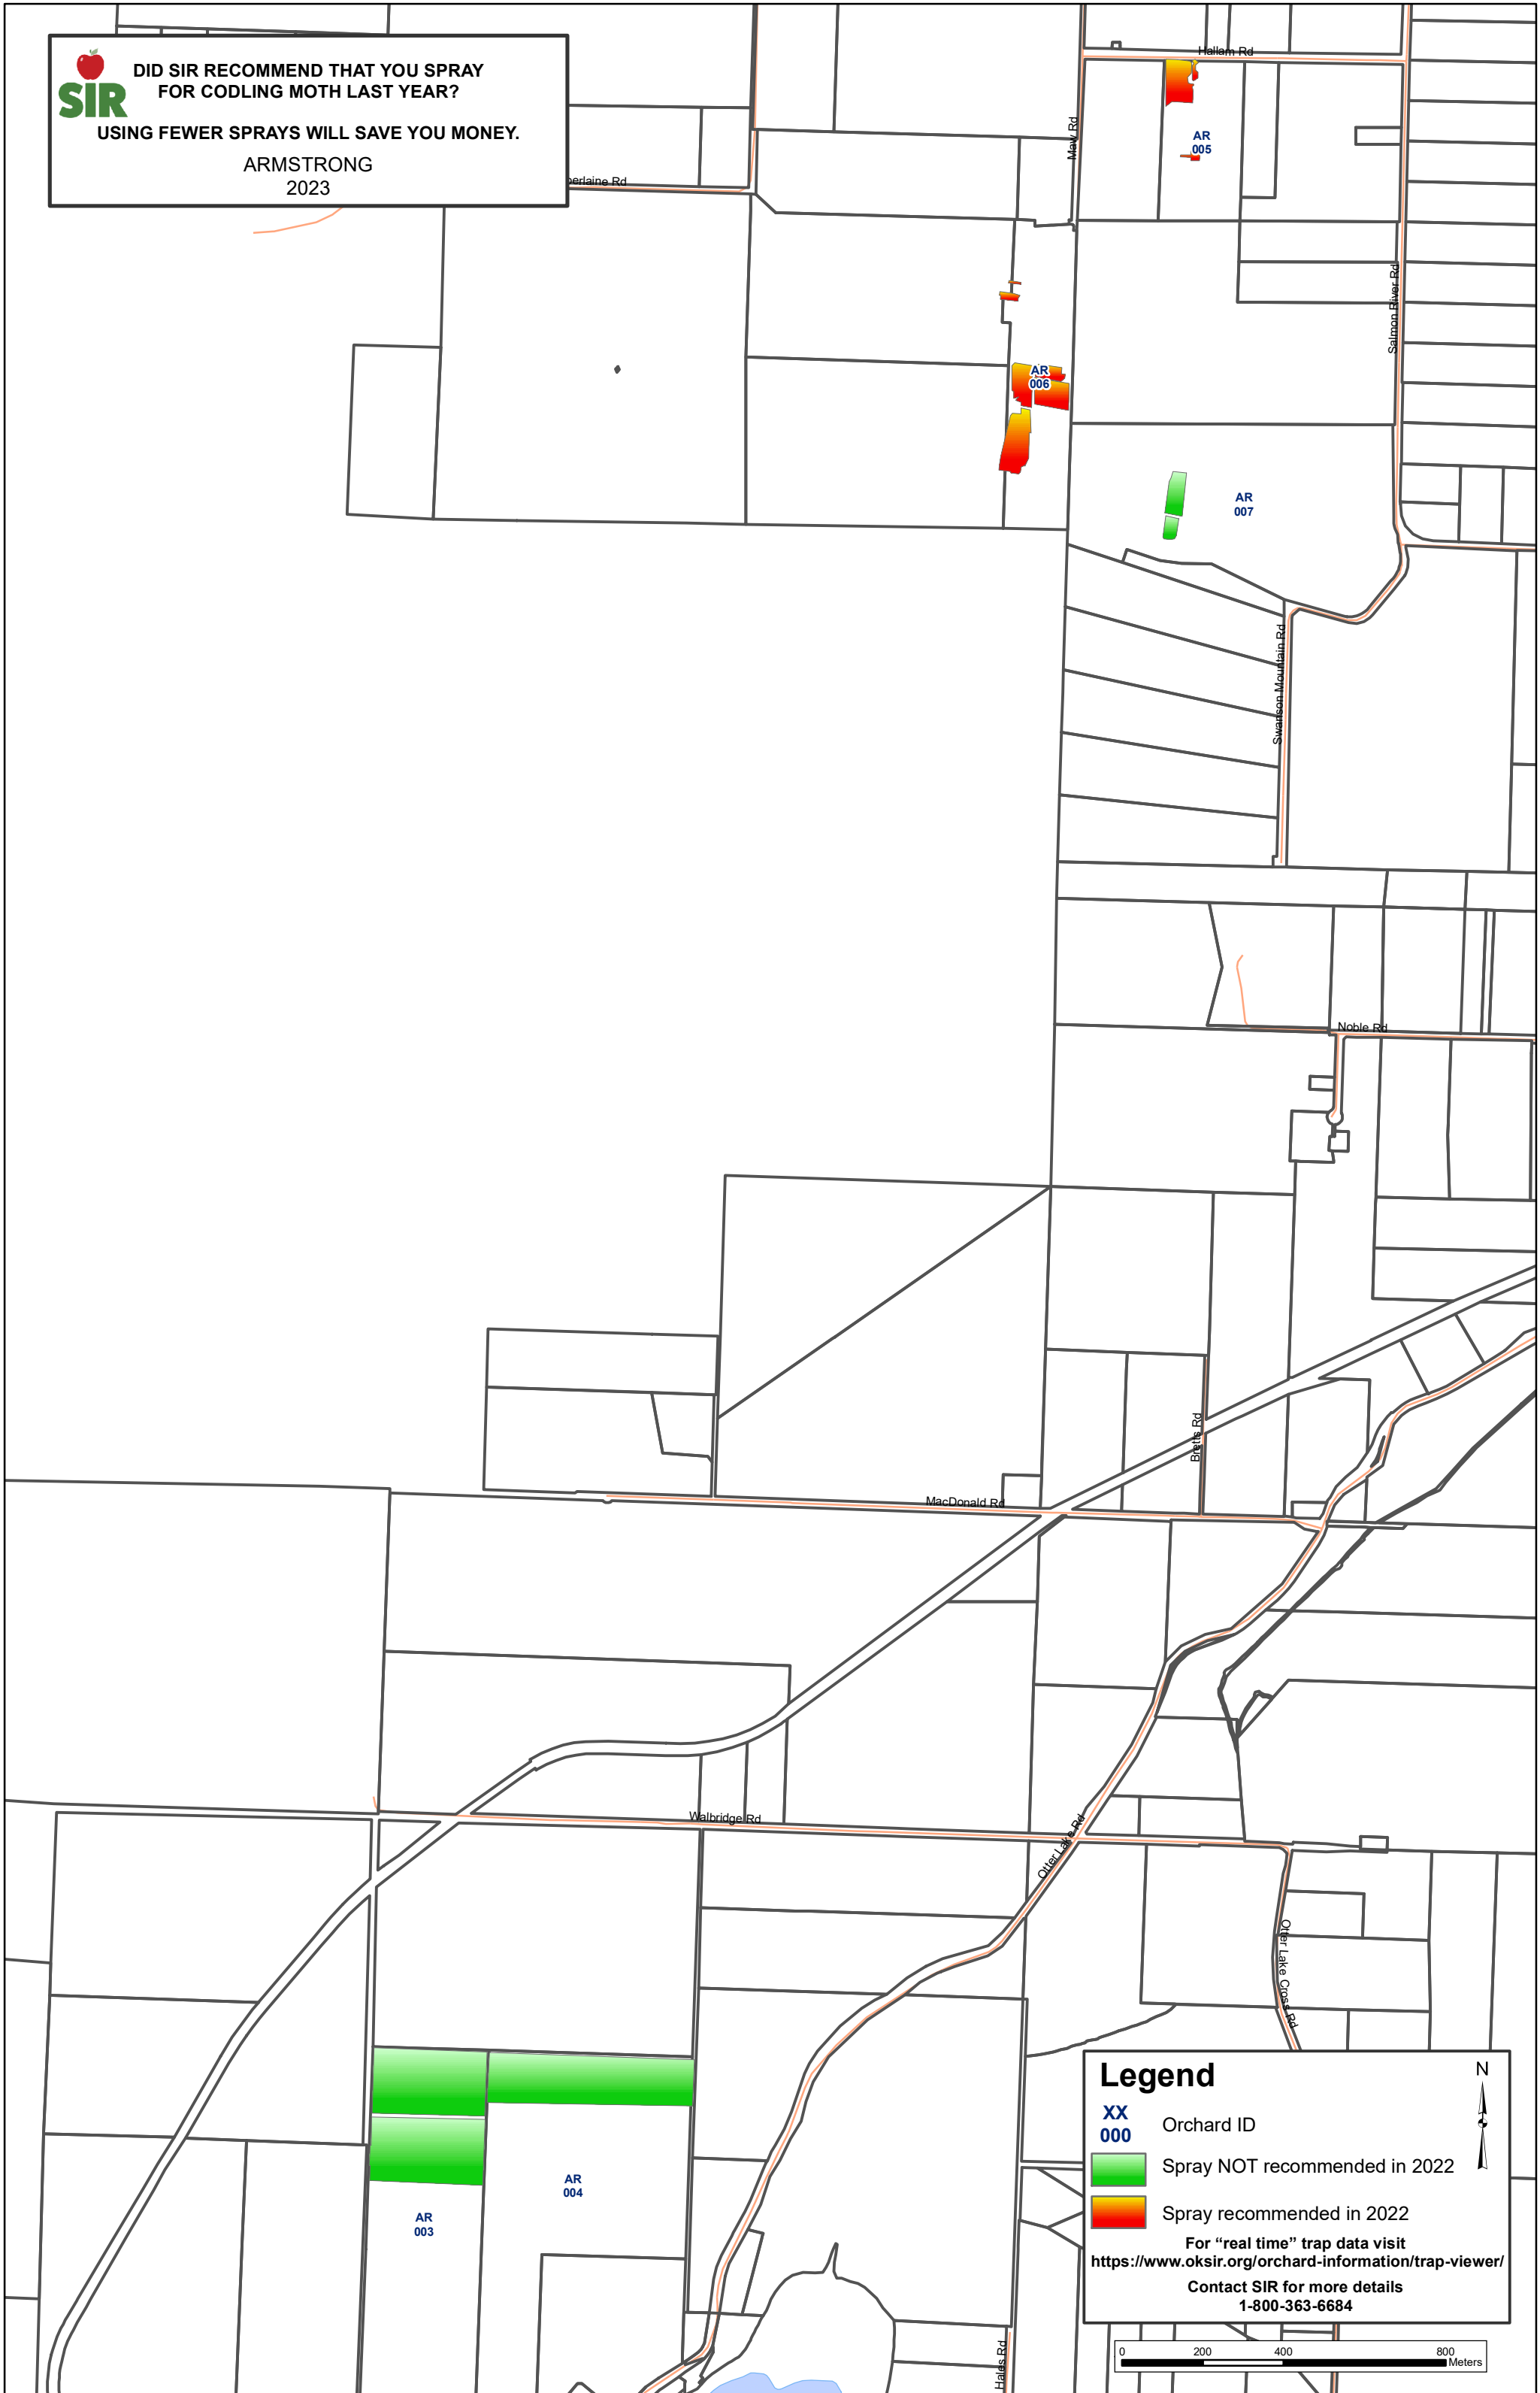 SIR
DID SIR RECOMMEND THAT YOU SPRAY
FOR CODLING MOTH LAST YEAR?
USING FEWER SPRAYS WILL SAVE YOU MONEY.
ARMSTRONG
2023
Hallam Rd
Maw Rd
AR
005
berlaine Rd
Salmon River Rd
AR
006
AR
007
Swanson Mountain Rd
Noble Rd
Bretts Rd
MacDonald Rd
Walbridge Rd
Otter Lake Rd
Otter Lake Cross Rd
AR
004
AR
003
Hales Rd
Legend
N
XX
000
Orchard ID
Spray NOT recommended in 2022
Spray recommended in 2022
For “real time” trap data visit
https://www.oksir.org/orchard-information/trap-viewer/
Contact SIR for more details
1-800-363-6684
0 200 400 800
Meters